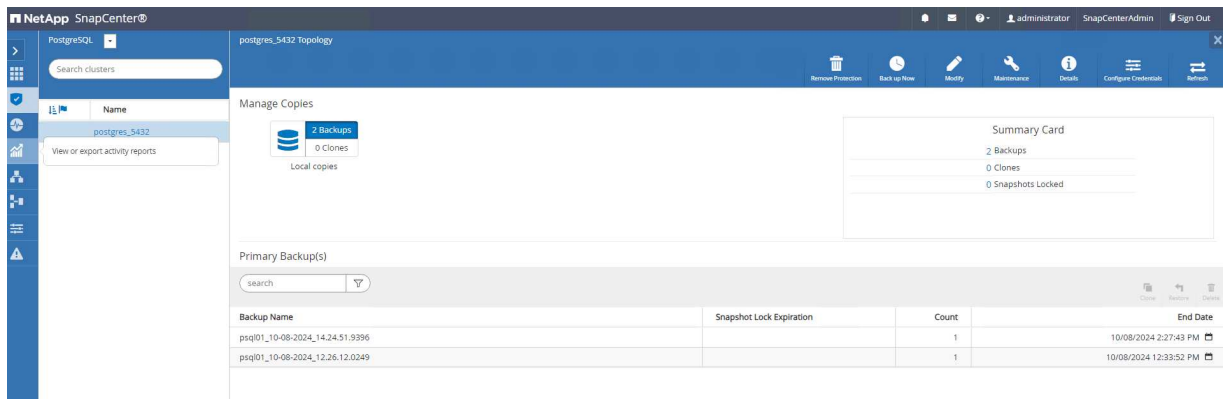 NetApp SnapCenter®
administrator SnapCenterAdmin Sign Out
PostgreSQL
postgres_5432 Topology
Search clusters
Remove Protection Back up Now Modify Maintenance Details Configure Credentials Refresh
Name
postgres_5432
View or export activity reports
Manage Copies
2 Backups
0 Clones
Local copies
Summary Card
2 Backups
0 Clones
0 Snapshots Locked
Primary Backup(s)
search
Clone Restore Delete
Backup Name Snapshot Lock Expiration Count End Date
psql01_10-08-2024_14.24.51.9396 1 10/08/2024 2:27:43 PM
psql01_10-08-2024_12.26.12.0249 1 10/08/2024 12:33:52 PM